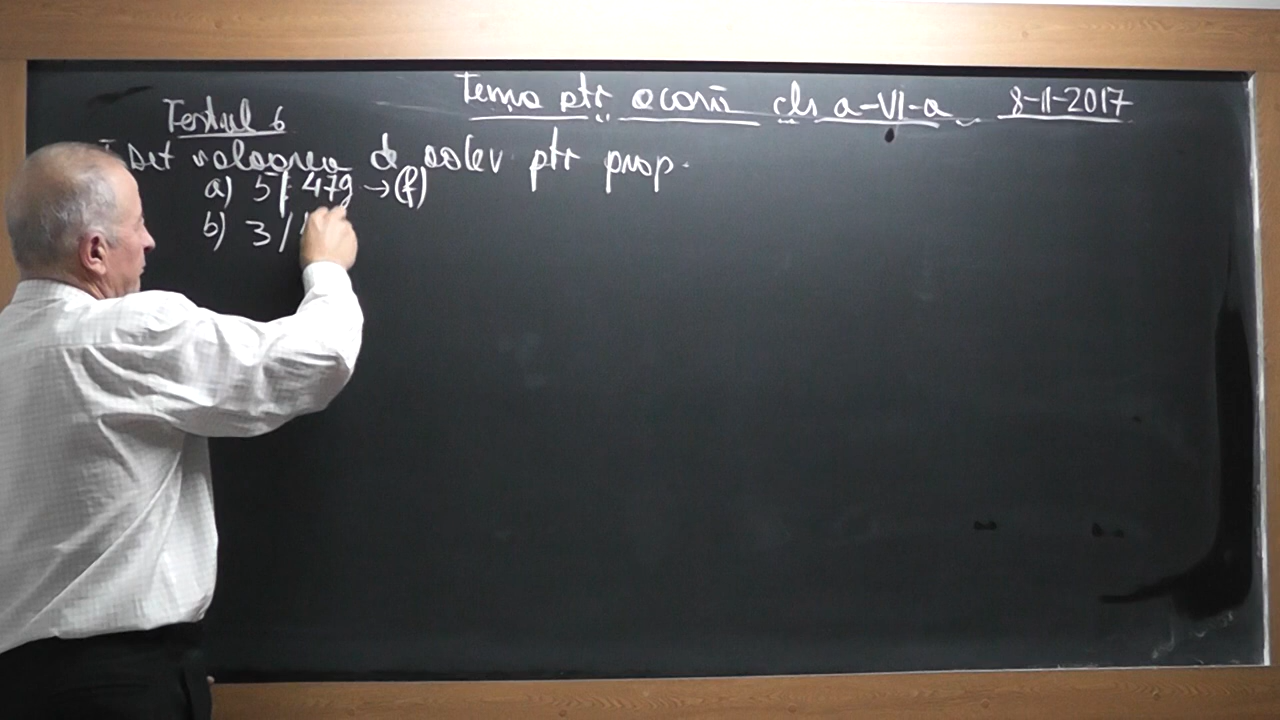 Tema ptr acasă cls a-VI-a 8-11-2017
Testul 6
I Det valoarea de adev ptr prop.
a) 5 | 479 → (f)
b) 3 /